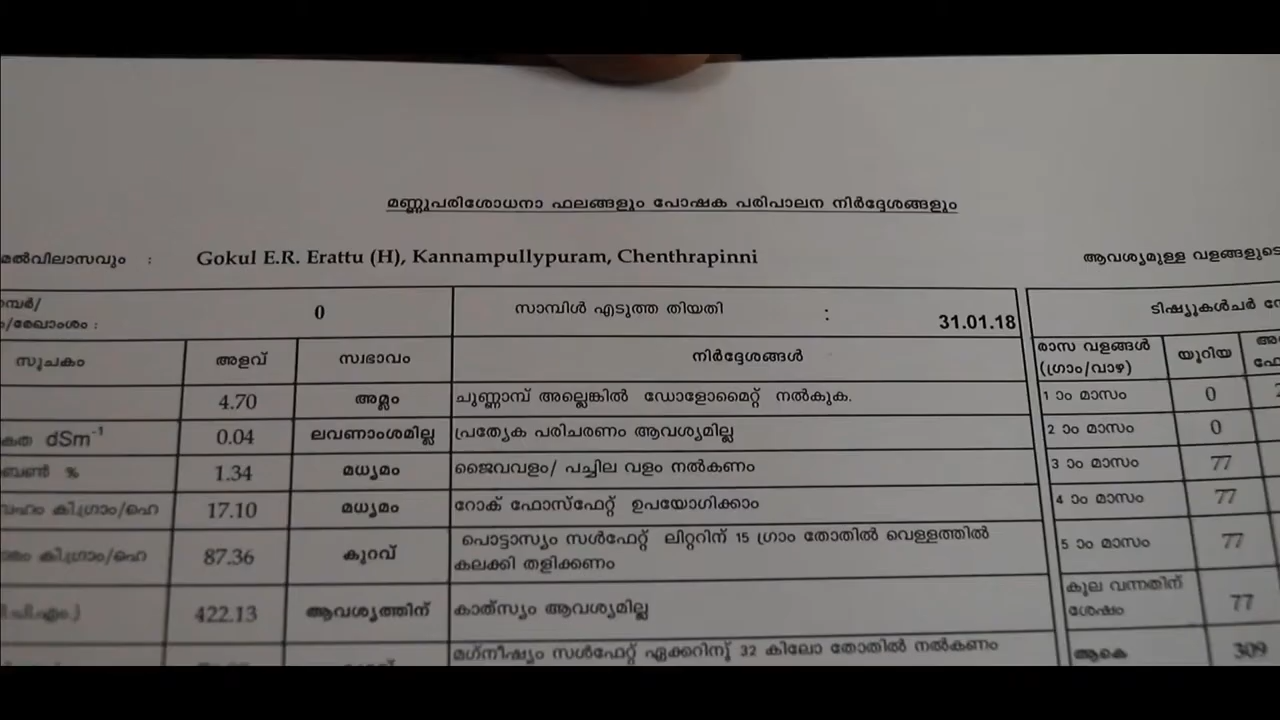 മണ്ണുപരിശോധനാ ഫലങ്ങളും പോഷക പരിപാലന നിർദ്ദേശങ്ങളും
മൽവിലാസവും : Gokul E.R. Erattu (H), Kannampullypuram, Chenthrapinni ആവശ്യമുള്ള വളങ്ങളുടെ
0 സാമ്പിൾ എടുത്ത തിയതി : 31.01.18 ടിഷ്യുകൾചർ
/രേഖാംശം :
സൂചകം അളവ് സ്വഭാവം നിർദ്ദേശങ്ങൾ രാസ വളങ്ങൾ (ഗ്രാം/വാഴ) യൂറിയ
4.70 അമ്ലം ചുണ്ണാമ്പ് അല്ലെങ്കിൽ ഡോളോമൈറ്റ് നൽകുക. 1 ാം മാസം 0
dSm⁻¹ 0.04 ലവണാംശമില്ല പ്രത്യേക പരിചരണം ആവശ്യമില്ല 2 ാം മാസം 0
% 1.34 മധ്യമം ജൈവവളം/ പച്ചില വളം നൽകണം 3 ാം മാസം 77
കി.ഗ്രാം/ഹെ 17.10 മധ്യമം റോക് ഫോസ്ഫേറ്റ് ഉപയോഗിക്കാം 4 ാം മാസം 77
കി.ഗ്രാം/ഹെ 87.36 കുറവ് പൊട്ടാസ്യം സൾഫേറ്റ് ലിറ്ററിന് 15 ഗ്രാം തോതിൽ വെള്ളത്തിൽ 5 ാം മാസം 77
കലക്കി തളിക്കണം
422.13 ആവശ്യത്തിന് കാത്സ്യം ആവശ്യമില്ല കുല വന്നതിന് ശേഷം 77
മഗ്നീഷ്യം സൾഫേറ്റ് ഏക്കറിനു് 32 കിലോ തോതിൽ നൽകണം ആകെ 309